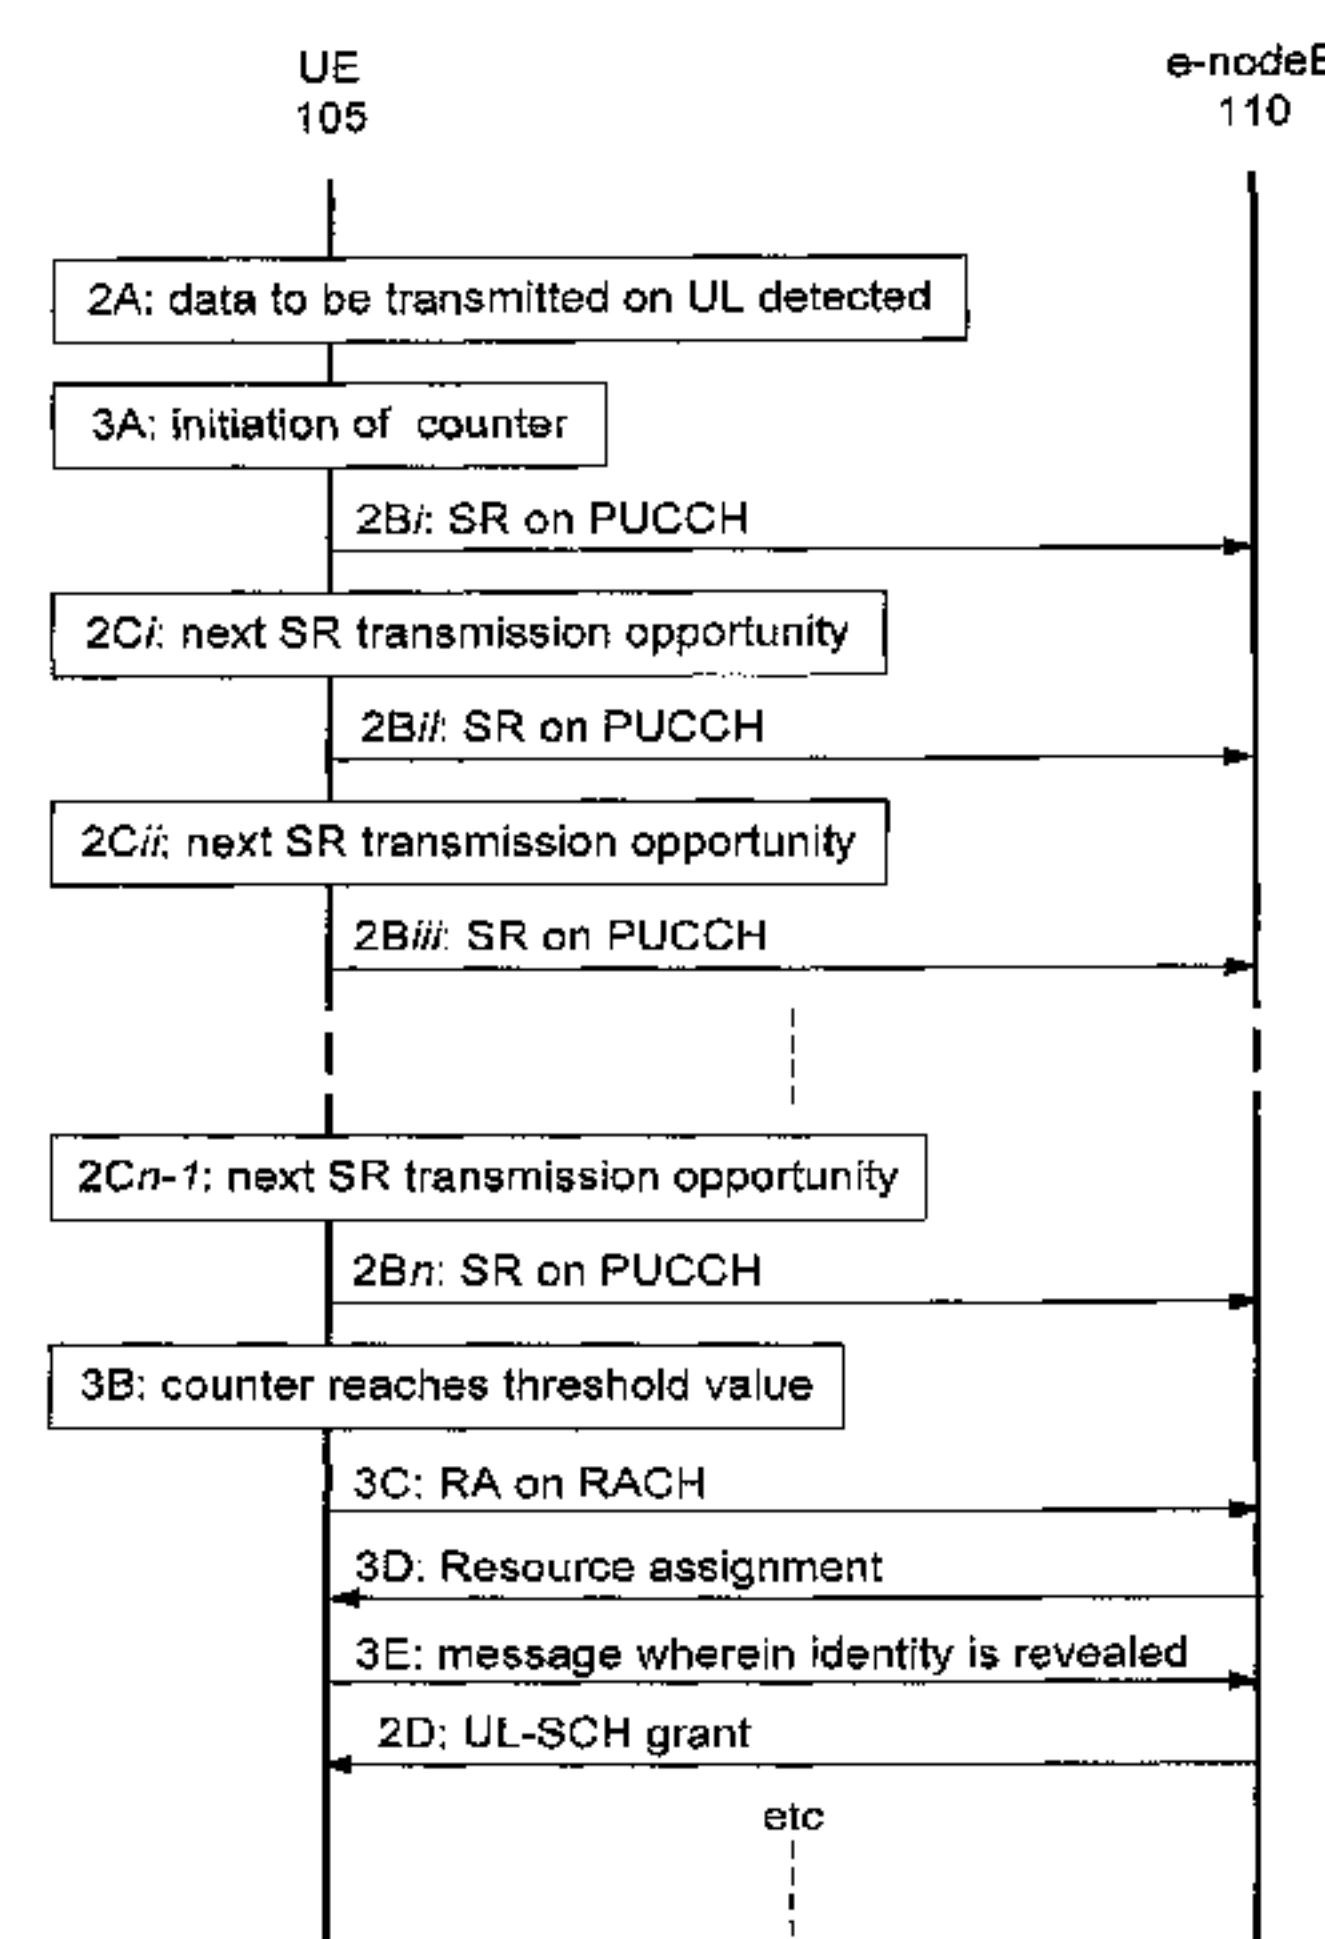 UE
105
e-nodeB
110
2A: data to be transmitted on UL detected
3A: initiation of counter
2Bi: SR on PUCCH
2Ci: next SR transmission opportunity
2Bii: SR on PUCCH
2Cii: next SR transmission opportunity
2Biii: SR on PUCCH
2Cn-1: next SR transmission opportunity
2Bn: SR on PUCCH
3B: counter reaches threshold value
3C: RA on RACH
3D: Resource assignment
3E: message wherein identity is revealed
2D: UL-SCH grant
etc